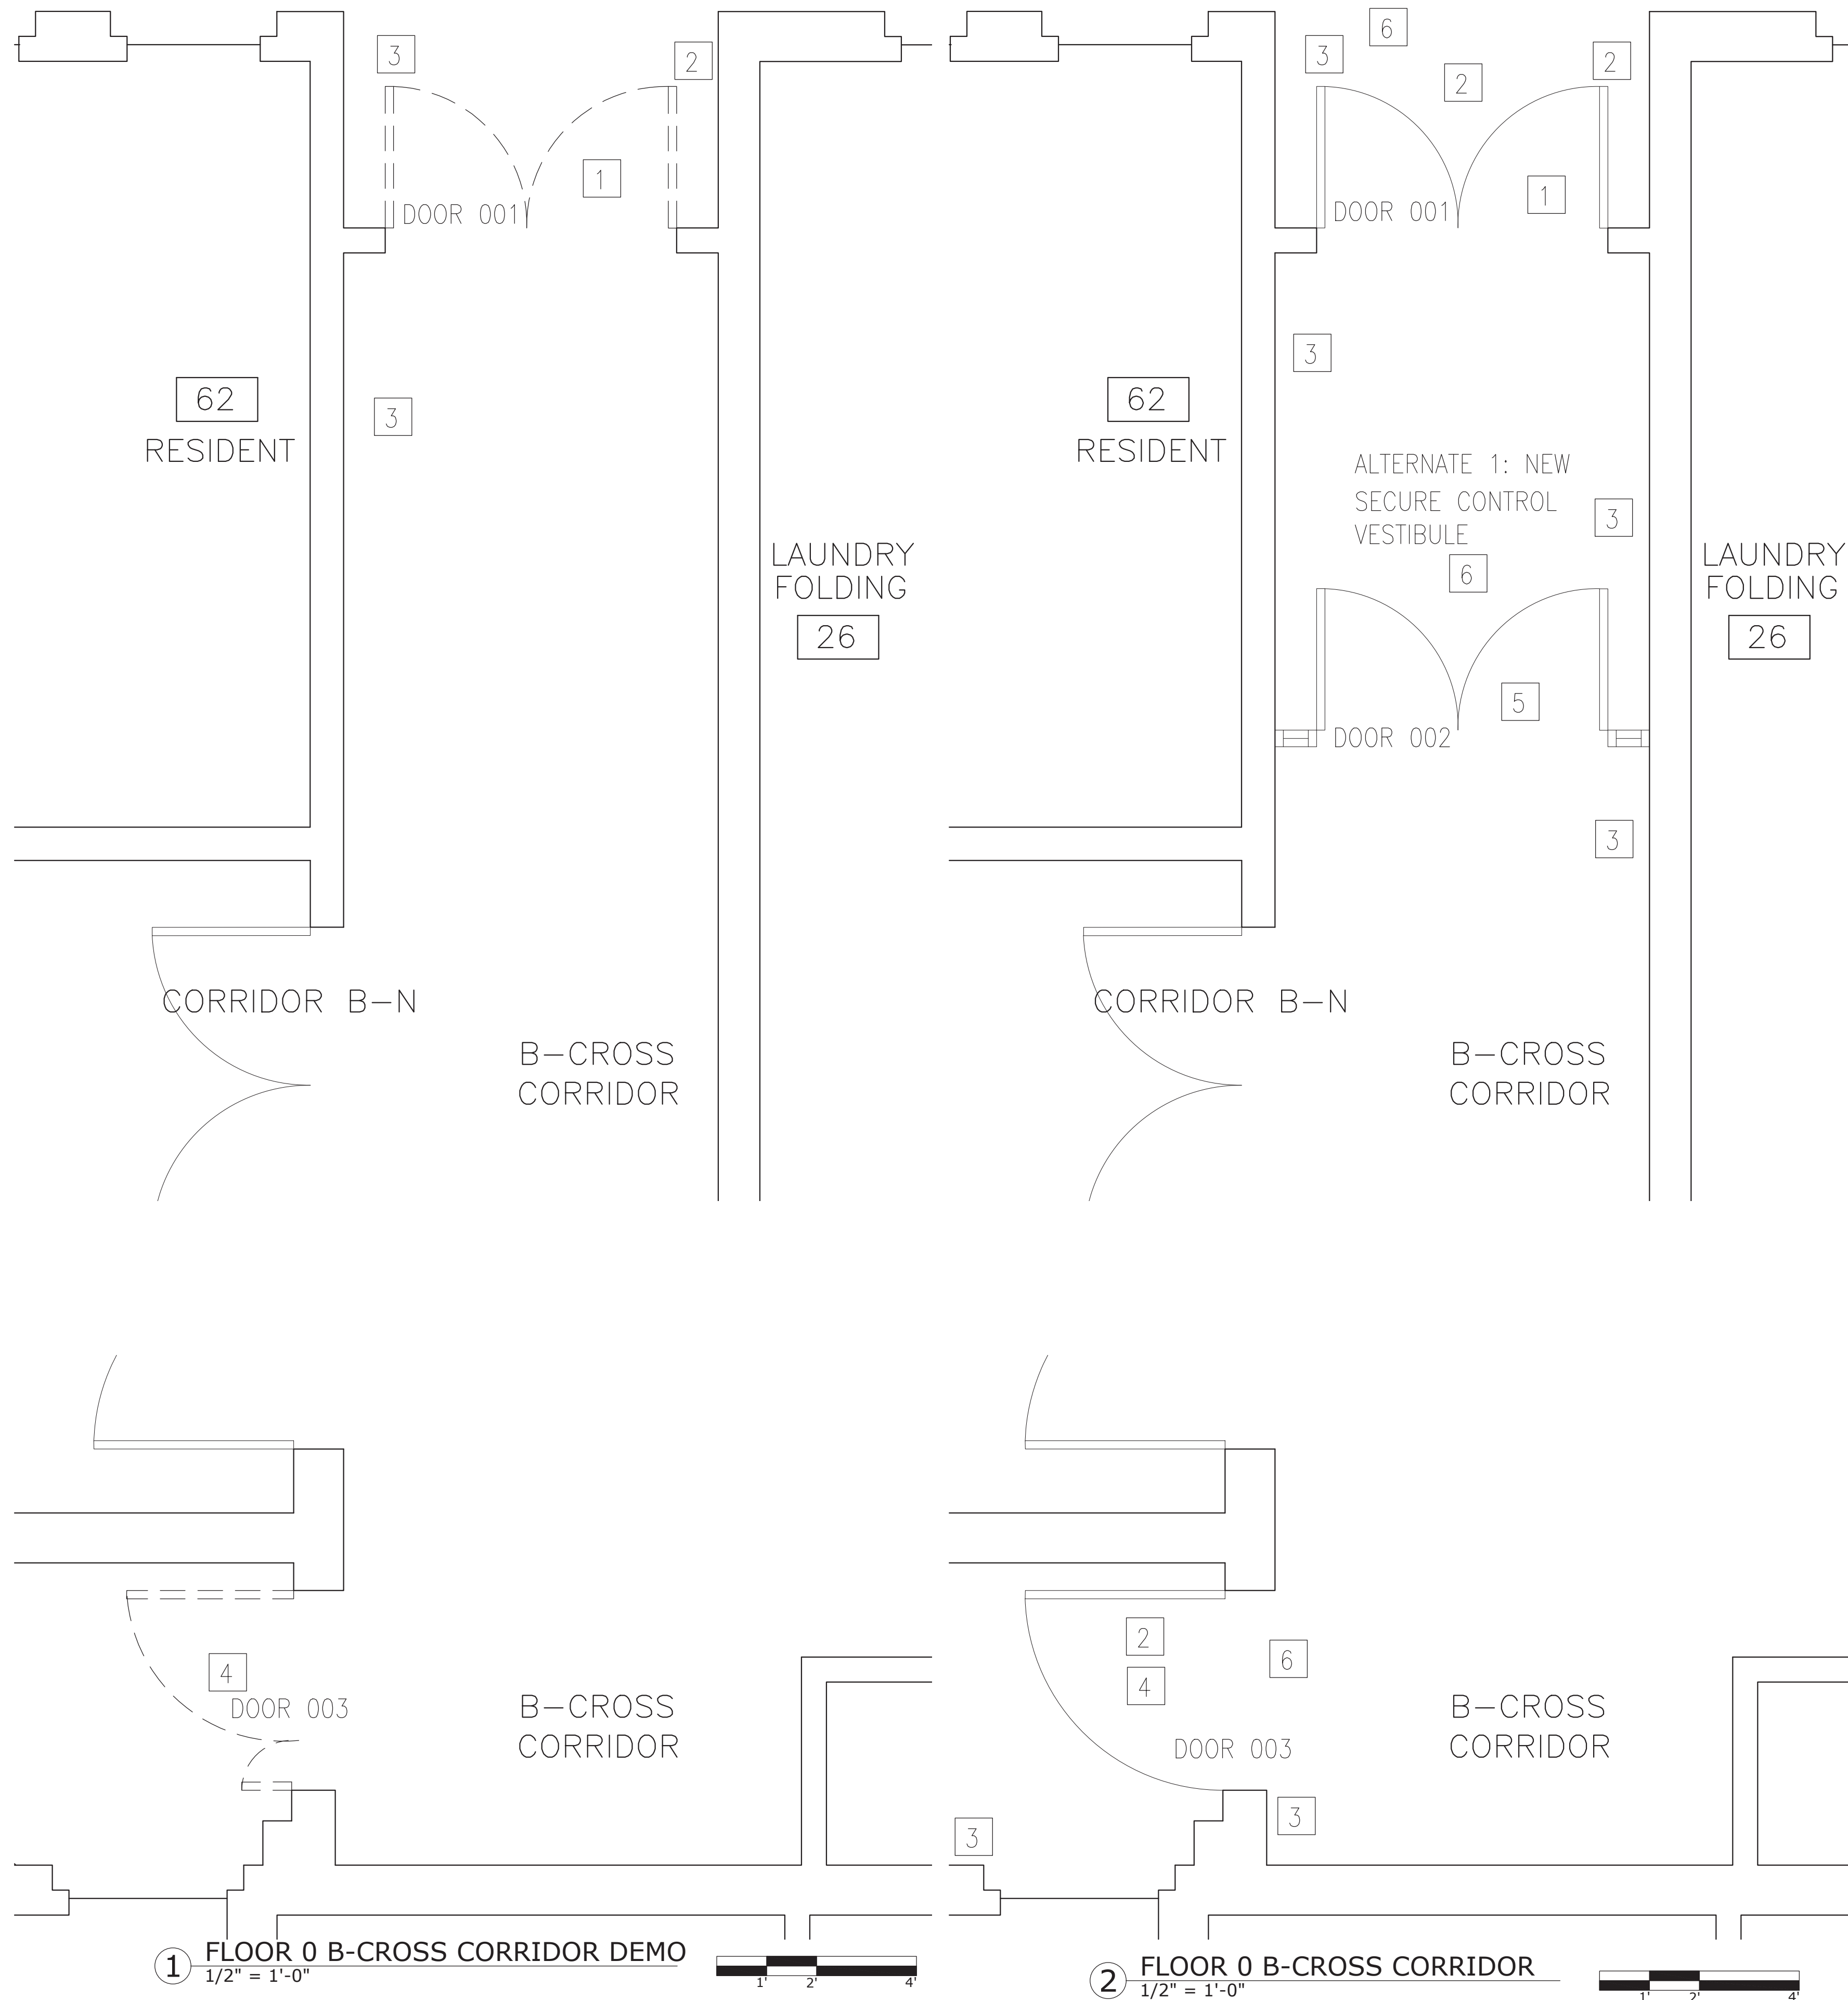 3
2
1
DOOR 001
62
RESIDENT
3
LAUNDRY
FOLDING
26
CORRIDOR B-N
B-CROSS
CORRIDOR
4
DOOR 003
B-CROSS
CORRIDOR
1 FLOOR 0 B-CROSS CORRIDOR DEMO
1/2" = 1'-0"
1' 2' 4'
6
3
2
2
1
DOOR 001
3
62
RESIDENT
ALTERNATE 1: NEW
SECURE CONTROL
VESTIBULE
3
6
LAUNDRY
FOLDING
26
5
DOOR 002
3
CORRIDOR B-N
B-CROSS
CORRIDOR
2
6
4
DOOR 003
B-CROSS
CORRIDOR
3
3
2 FLOOR 0 B-CROSS CORRIDOR
1/2" = 1'-0"
1' 2' 4'